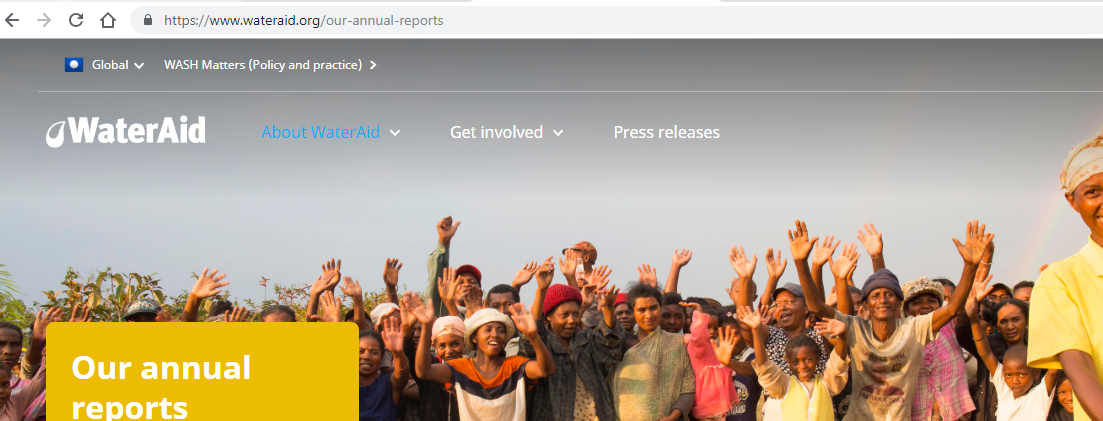 https://www.wateraid.org/our-annual-reports
Global WASH Matters (Policy and practice)
WaterAid About WaterAid Get involved Press releases
Our annual
reports